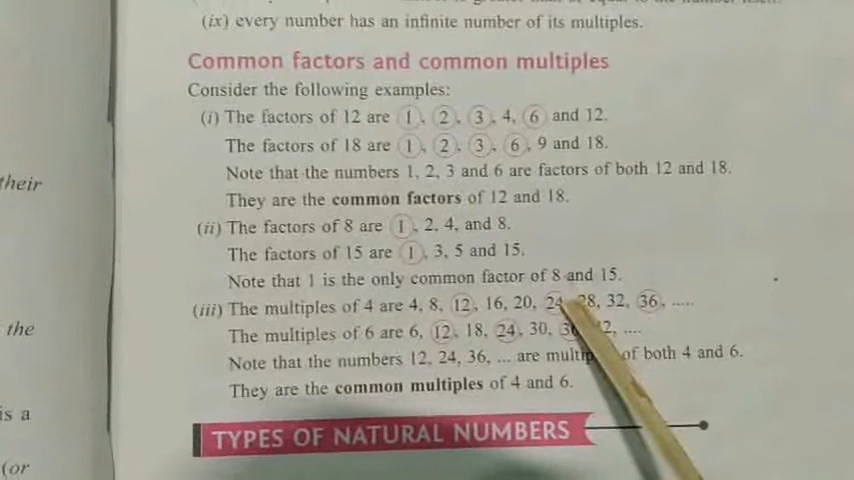 (ix) every number has an infinite number of its multiples.
Common factors and common multiples
Consider the following examples:
(i) The factors of 12 are 1, 2, 3, 4, 6 and 12.
The factors of 18 are 1, 2, 3, 6, 9 and 18.
Note that the numbers 1, 2, 3 and 6 are factors of both 12 and 18.
They are the common factors of 12 and 18.
(ii) The factors of 8 are 1, 2, 4, and 8.
The factors of 15 are 1, 3, 5 and 15.
Note that 1 is the only common factor of 8 and 15.
(iii) The multiples of 4 are 4, 8, 12, 16, 20, 24, 28, 32, 36, .....
The multiples of 6 are 6, 12, 18, 24, 30, ....
Note that the numbers 12, 24, 36, ... are of both 4 and 6.
They are the common multiples of 4 and 6.
TYPES OF NATURAL NUMBERS
their
the
is a
(or